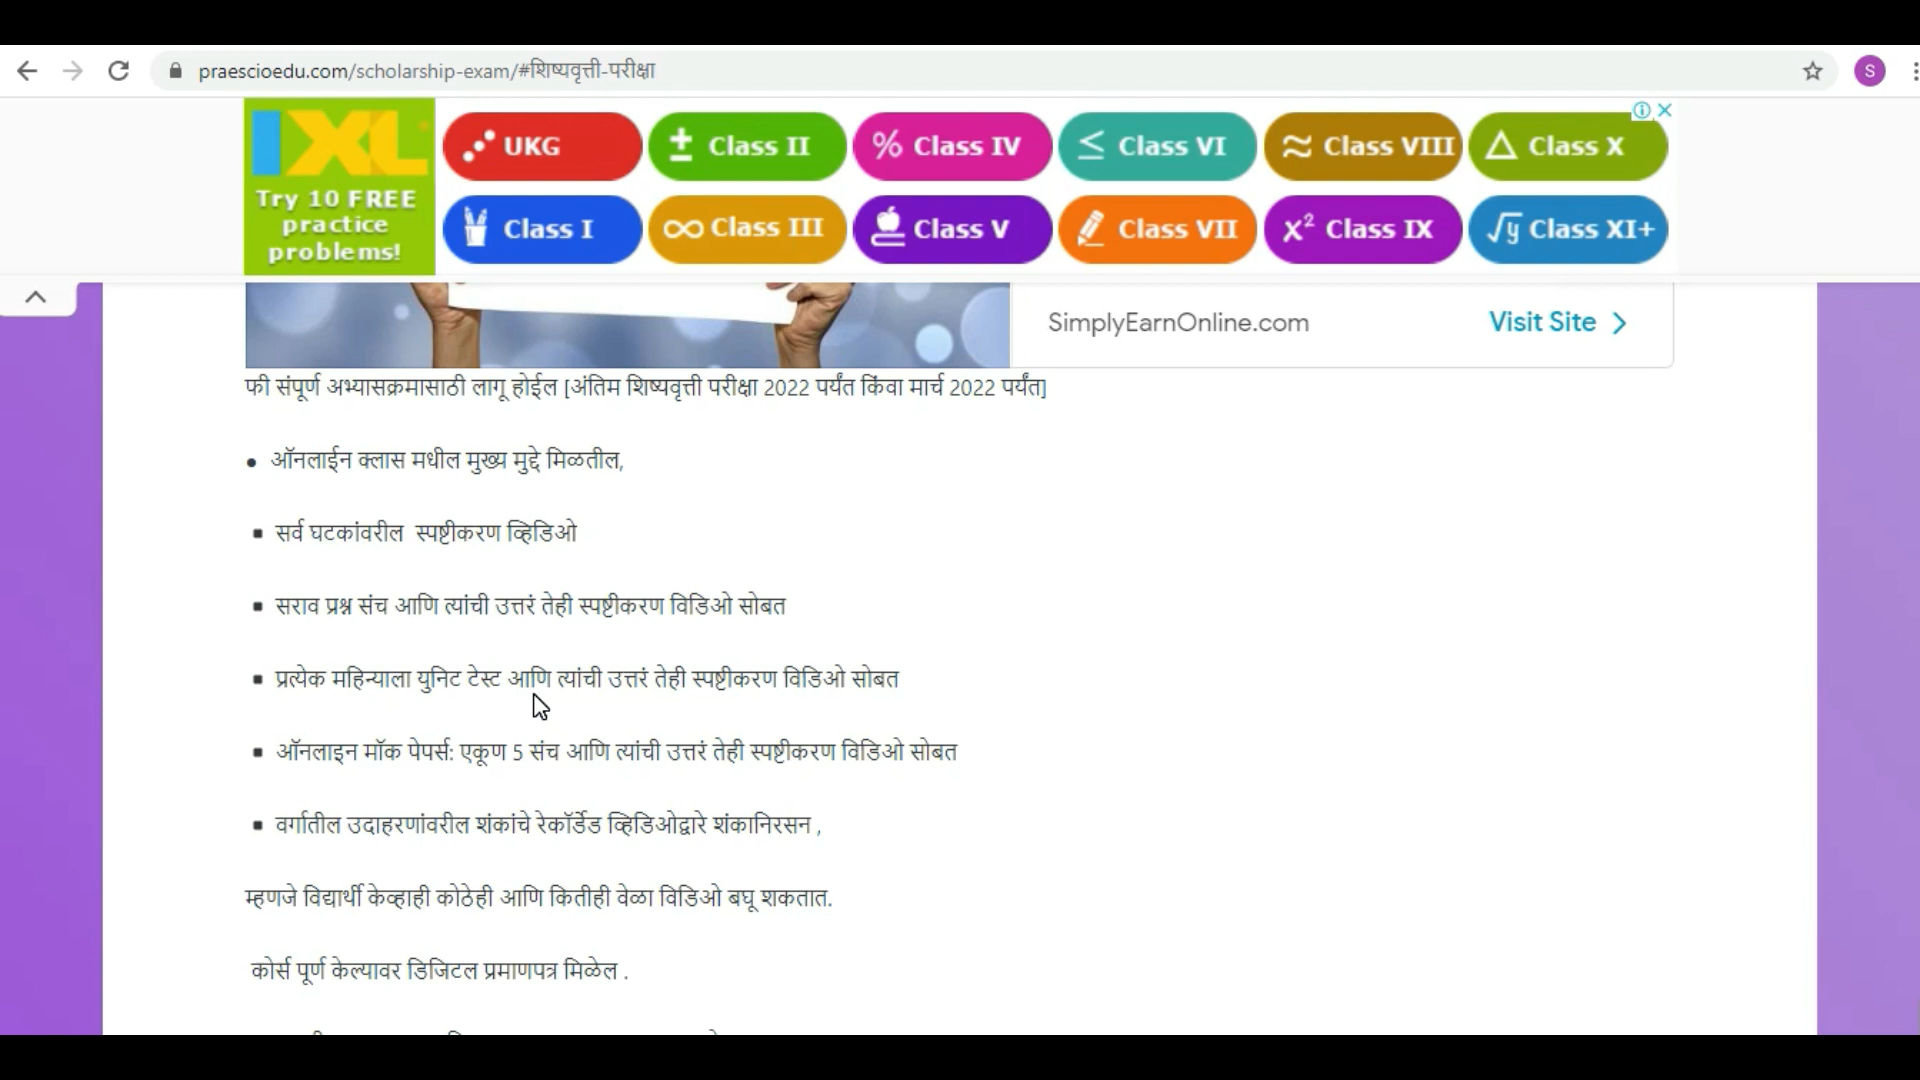 praescioedu.com/scholarship-exam/#शिष्यवृत्ती-परीक्षा
S
IXL
Try 10 FREE
practice
problems!
UKG
± Class II
% Class IV
≤ Class VI
≈ Class VIII
△ Class X
Class I
∞ Class III
Class V
Class VII
x² Class IX
√y Class XI+
SimplyEarnOnline.com
Visit Site
फी संपूर्ण अभ्यासक्रमासाठी लागू होईल [अंतिम शिष्यवृत्ती परीक्षा 2022 पर्यंत किंवा मार्च 2022 पर्यंत]
• ऑनलाईन क्लास मधील मुख्य मुद्दे मिळतील,
▪ सर्व घटकांवरील स्पष्टीकरण व्हिडिओ
▪ सराव प्रश्न संच आणि त्यांची उत्तरं तेही स्पष्टीकरण विडिओ सोबत
▪ प्रत्येक महिन्याला युनिट टेस्ट आणि त्यांची उत्तरं तेही स्पष्टीकरण विडिओ सोबत
▪ ऑनलाइन मॉक पेपर्स: एकूण 5 संच आणि त्यांची उत्तरं तेही स्पष्टीकरण विडिओ सोबत
▪ वर्गातील उदाहरणांवरील शंकांचे रेकॉर्डेड व्हिडिओद्वारे शंकानिरसन ,
म्हणजे विद्यार्थी केव्हाही कोठेही आणि कितीही वेळा विडिओ बघू शकतात.
कोर्स पूर्ण केल्यावर डिजिटल प्रमाणपत्र मिळेल .